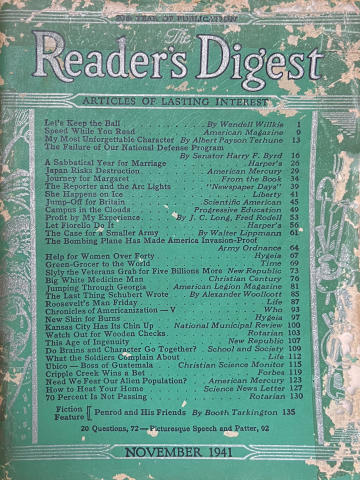 20th YEAR OF PUBLICATION
The
Reader's Digest
ARTICLES OF LASTING INTEREST
Let's Keep the Ball . . . By Wendell Willkie 1
Speed While You Read . . . American Magazine 9
My Most Unforgettable Character By Albert Payson Terhune 13
The Failure of Our National Defense Program
By Senator Harry F. Byrd 16
A Sabbatical Year for Marriage . . . Harper's 26
Japan Risks Destruction . . . American Mercury 29
Journey for Margaret . . . From the Book 34
The Reporter and the Arc Lights . . . "Newspaper Days" 39
She Happens on Ice . . . Liberty 41
Jump-Off for Britain . . . Scientific American 45
Campus in the Clouds . . . Progressive Education 49
Profit by My Experience . . . By J. C. Long, Fred Rodell 53
Let Fiorello Do It . . . Harper's
The Case for a Smaller Army . . . By Walter Lippmann 61
The Bombing Plane Has Made America Invasion-Proof
Army Ordnance 64
Help for Women Over Forty . . . Hygeia 67
Green-Grocer to the World . . . Time 69
Slyly the Veterans Grab for Five Billions More New Republic 73
Big White Medicine Man . . . Christian Century 76
Jumping Through Georgia . . . American Legion Magazine 81
The Last Thing Schubert Wrote . . . By Alexander Woollcott 85
Roosevelt's Man Friday . . . Life 87
Chronicles of Americanization — V . . . Who 93
New Skin for Burns . . . Hygeia 97
Kansas City Has Its Chin Up . . . National Municipal Review 100
Watch Out for Wooden Checks . . . Rotarian 103
This Age of Ingenuity . . . New Republic 107
Do Brains and Character Go Together? . School and Society 109
What the Soldiers Complain About . . . Life 112
Ubico — Boss of Guatemala . . . Christian Science Monitor 115
Cripple Creek Wins a Bet . . . Forbes 119
Need We Fear Our Alien Population? . . . American Mercury 123
How to Heat Your Home . . . Science News Letter 127
70 Percent Is Not Passing . . . Rotarian 130
Fiction Feature [ Penrod and His Friends By Booth Tarkington 135
20 Questions, 72 — Picturesque Speech and Patter, 92
NOVEMBER 1941